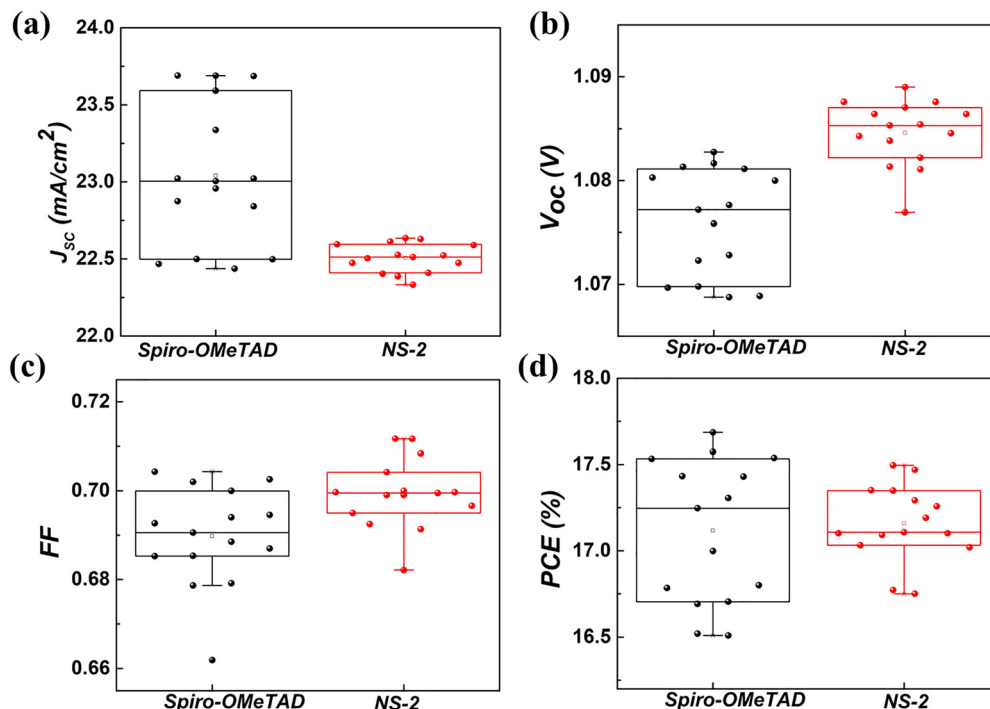 (a)
24.0
23.5
23.0
22.5
22.0
J_SC (mA/cm²)
Spiro-OMeTAD NS-2
(b)
1.09
1.08
1.07
Voc (V)
Spiro-OMeTAD NS-2
(c)
0.72
0.70
0.68
0.66
FF
Spiro-OMeTAD NS-2
(d)
18.0
17.5
17.0
16.5
PCE (%)
Spiro-OMeTAD NS-2